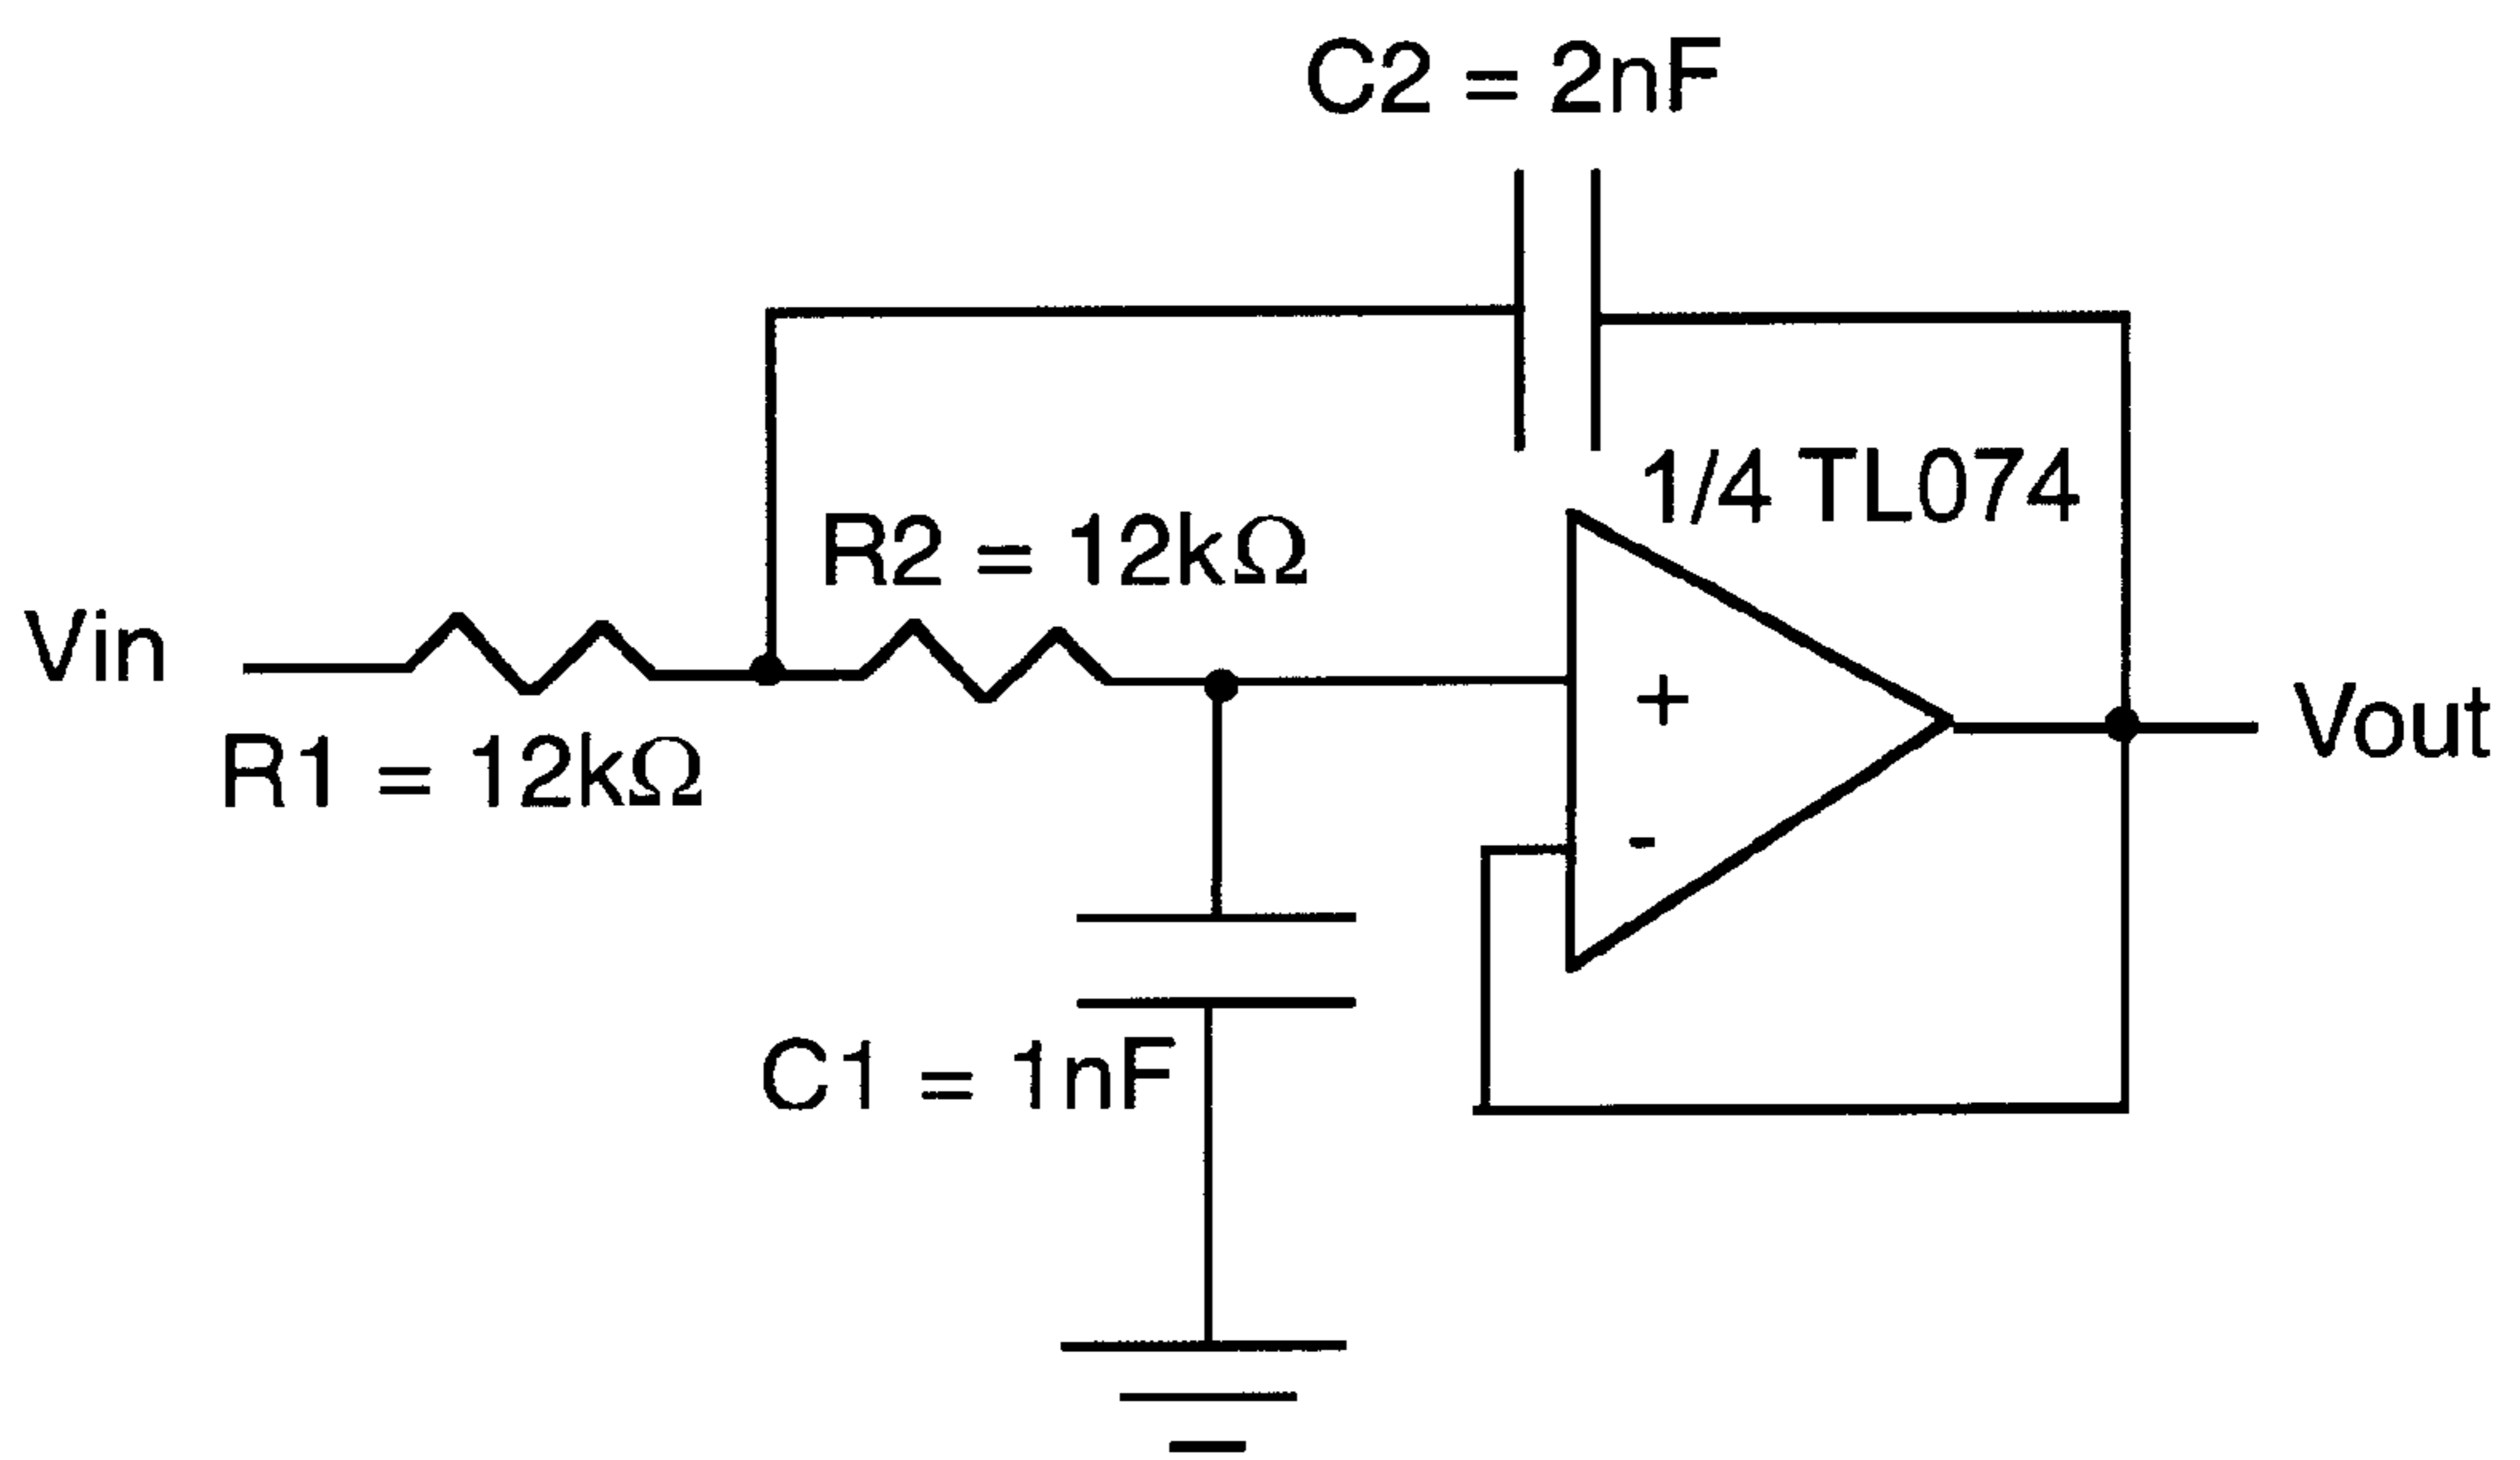 C2 = 2nF
1/4 TL074
R2 = 12kΩ
Vin
R1 = 12kΩ
+
-
Vout
C1 = 1nF